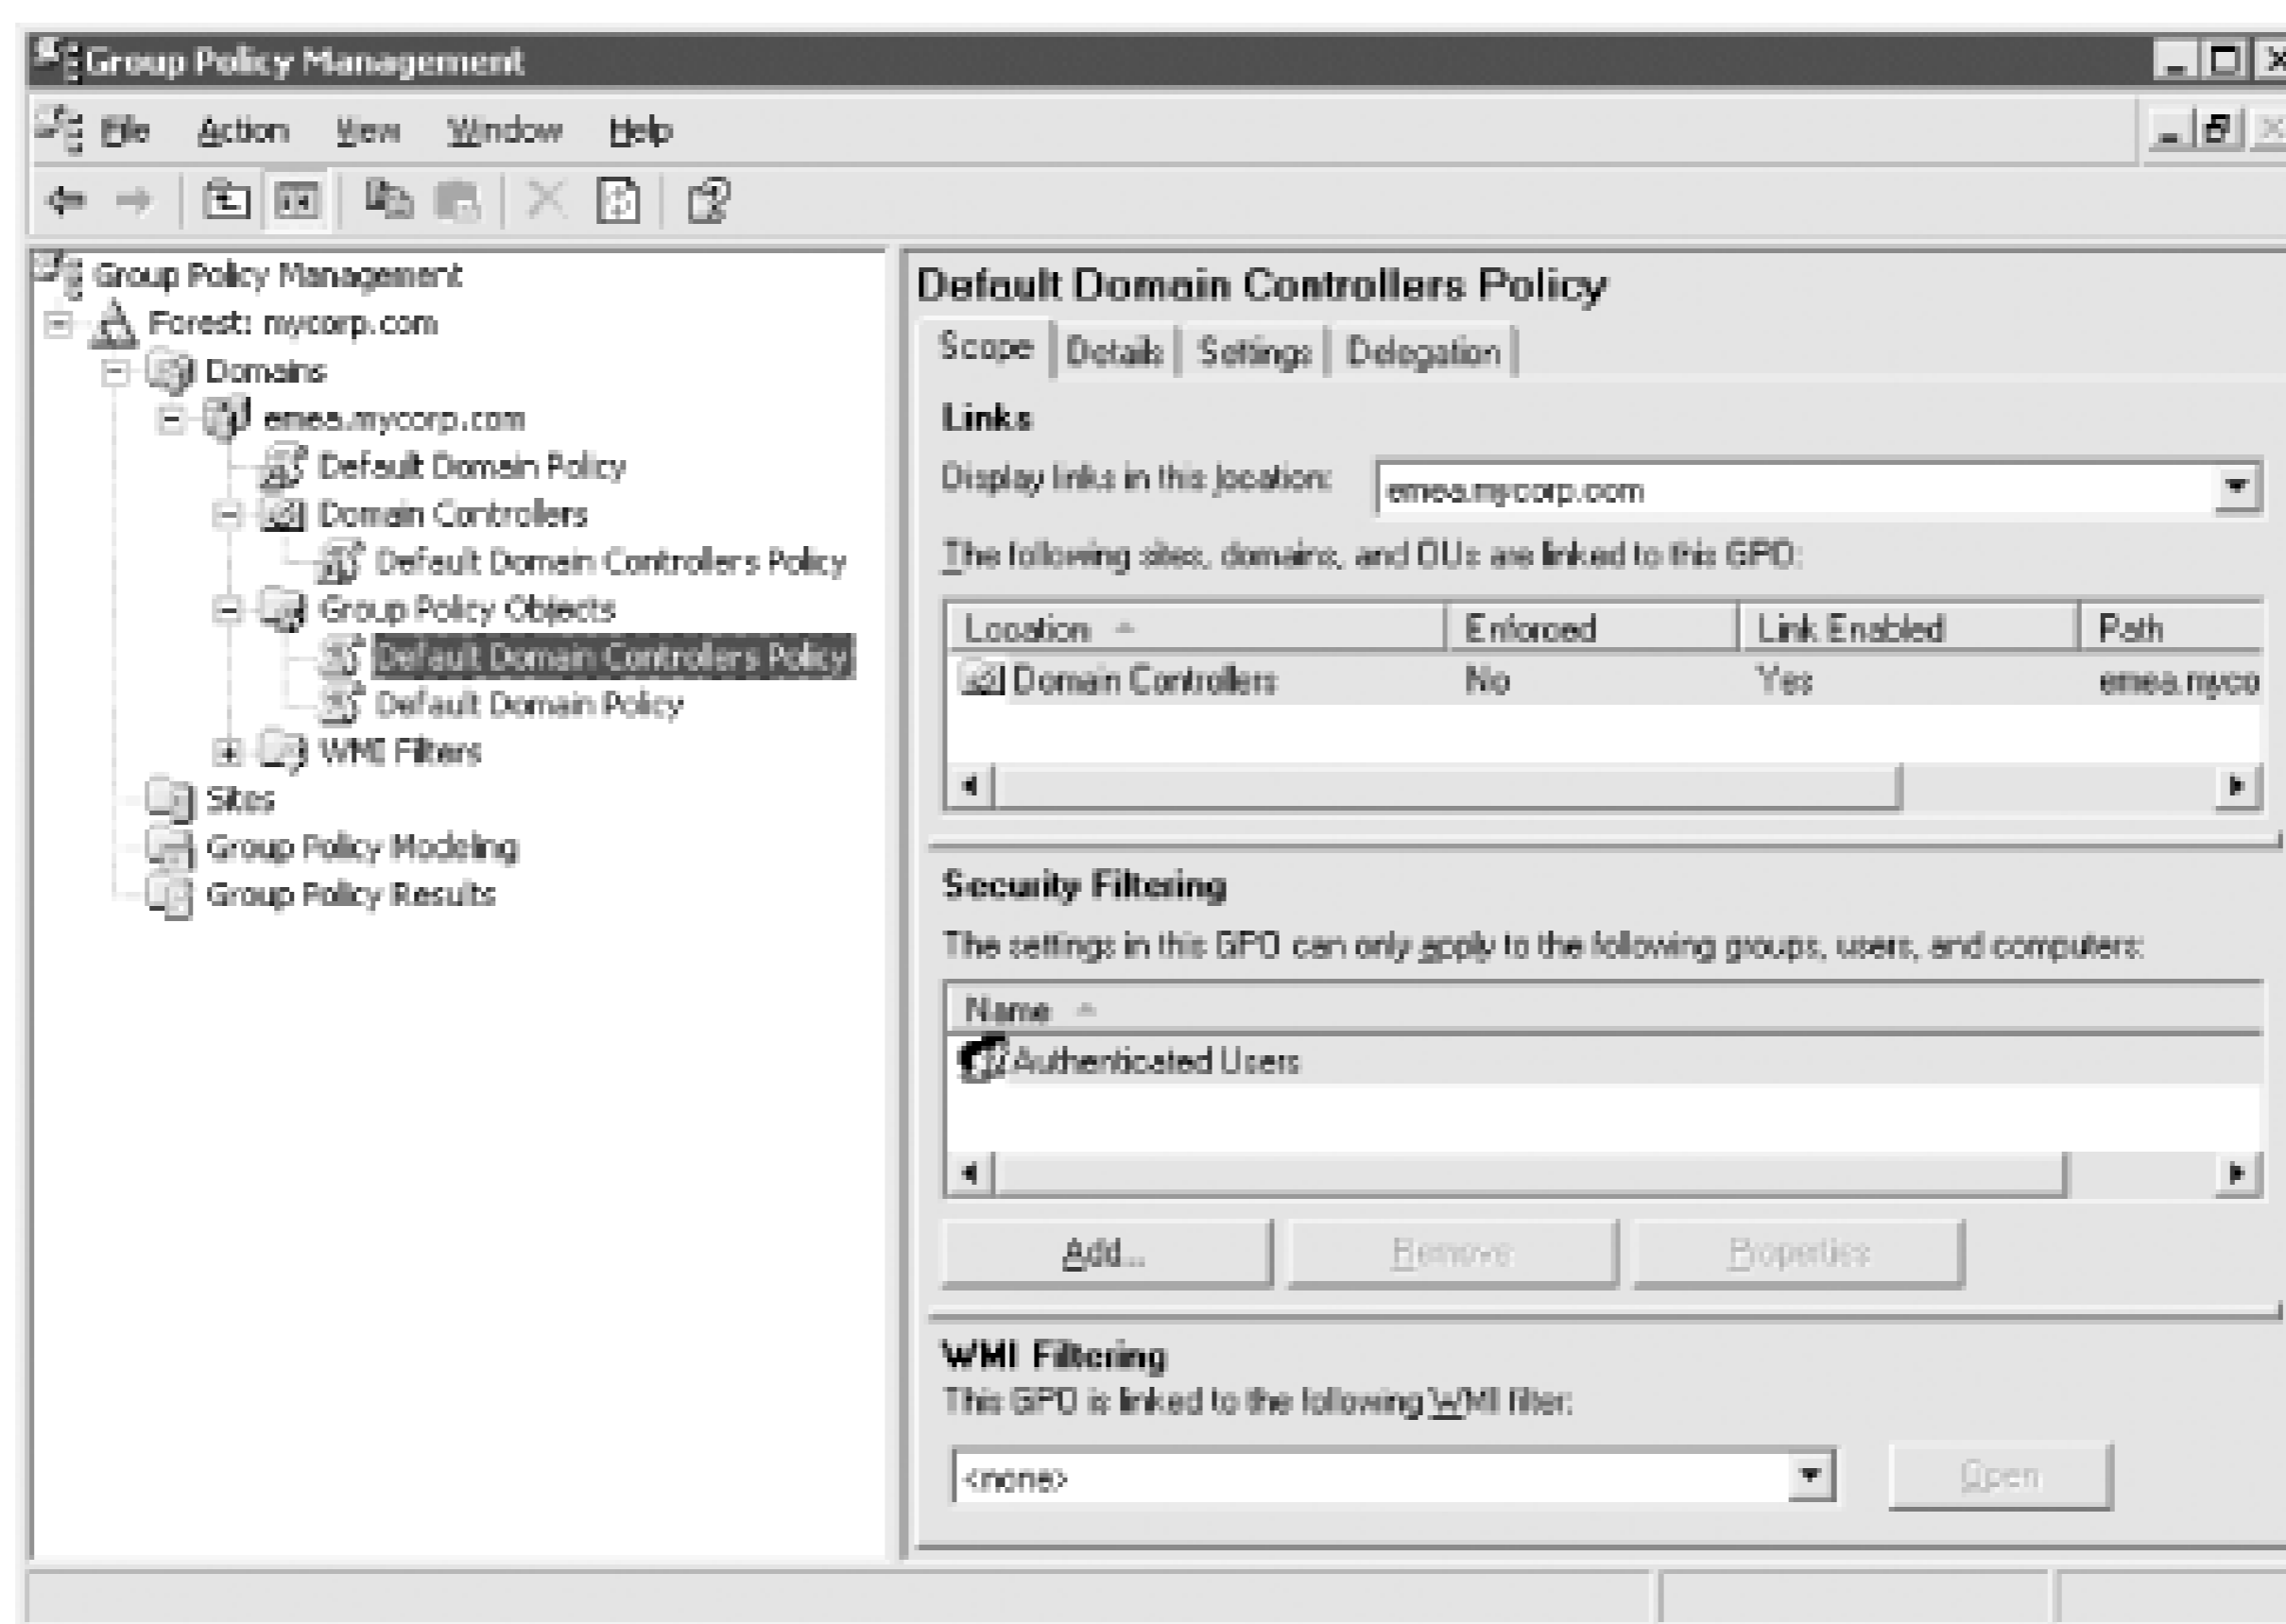 Group Policy Management
File Action View Window Help
Group Policy Management
Forest: mycorp.com
Domains
emea.mycorp.com
Default Domain Policy
Domain Controllers
Default Domain Controllers Policy
Group Policy Objects
Default Domain Controllers Policy
Default Domain Policy
WMI Filters
Sites
Group Policy Modeling
Group Policy Results
Default Domain Controllers Policy
Scope Details Settings Delegation
Links
Display links in this location: emea.mycorp.com
The following sites, domains, and OUs are linked to this GPO:
Location Enforced Link Enabled Path
Domain Controllers No Yes emea.myco
Security Filtering
The settings in this GPO can only apply to the following groups, users, and computers:
Name
Authenticated Users
Add... Remove Properties
WMI Filtering
This GPO is linked to the following WMI filter:
<none> Open